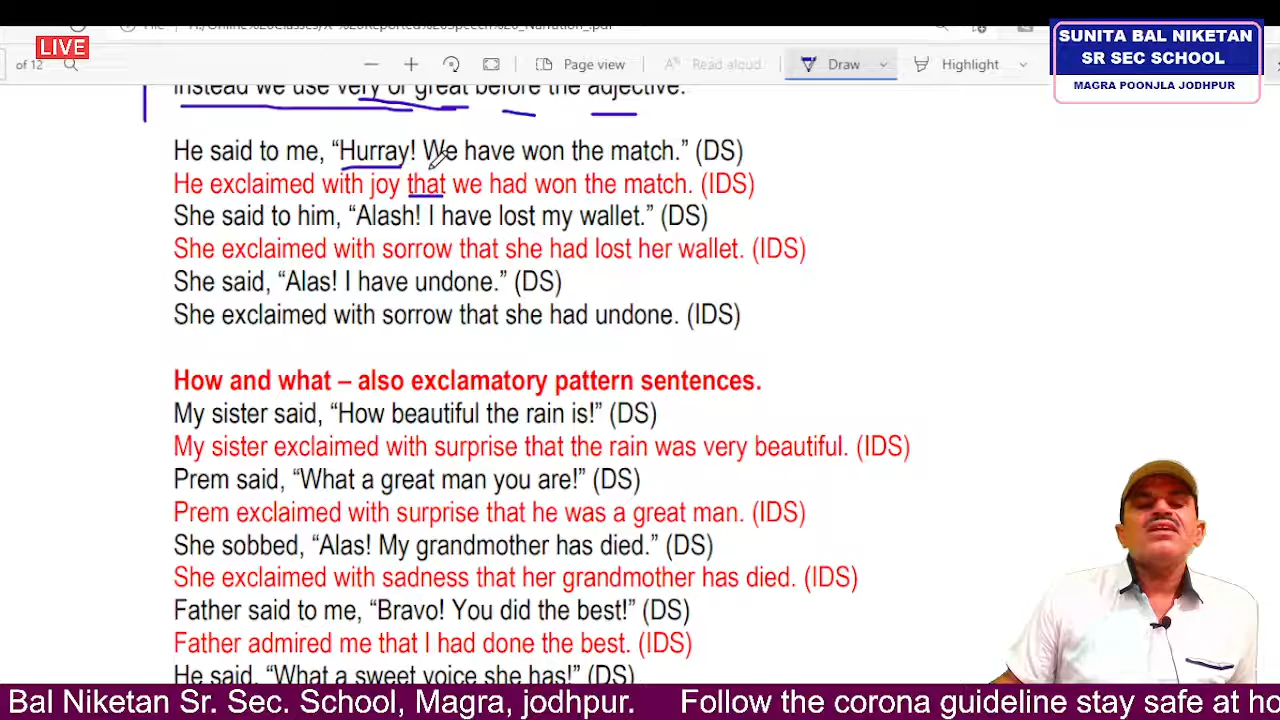 LIVE
SUNITA BAL NIKETAN
SR SEC SCHOOL
MAGRA POONJLA JODHPUR
of 12
Page view
Read aloud
Draw
Highlight
instead we use very or great before the adjective.
He said to me, “Hurray! We have won the match.” (DS)
He exclaimed with joy that we had won the match. (IDS)
She said to him, “Alash! I have lost my wallet.” (DS)
She exclaimed with sorrow that she had lost her wallet. (IDS)
She said, “Alas! I have undone.” (DS)
She exclaimed with sorrow that she had undone. (IDS)
How and what – also exclamatory pattern sentences.
My sister said, “How beautiful the rain is!” (DS)
My sister exclaimed with surprise that the rain was very beautiful. (IDS)
Prem said, “What a great man you are!” (DS)
Prem exclaimed with surprise that he was a great man. (IDS)
She sobbed, “Alas! My grandmother has died.” (DS)
She exclaimed with sadness that her grandmother has died. (IDS)
Father said to me, “Bravo! You did the best!” (DS)
Father admired me that I had done the best. (IDS)
He said, “What a sweet voice she has!” (DS)
Bal Niketan Sr. Sec. School, Magra, jodhpur. Follow the corona guideline stay safe at